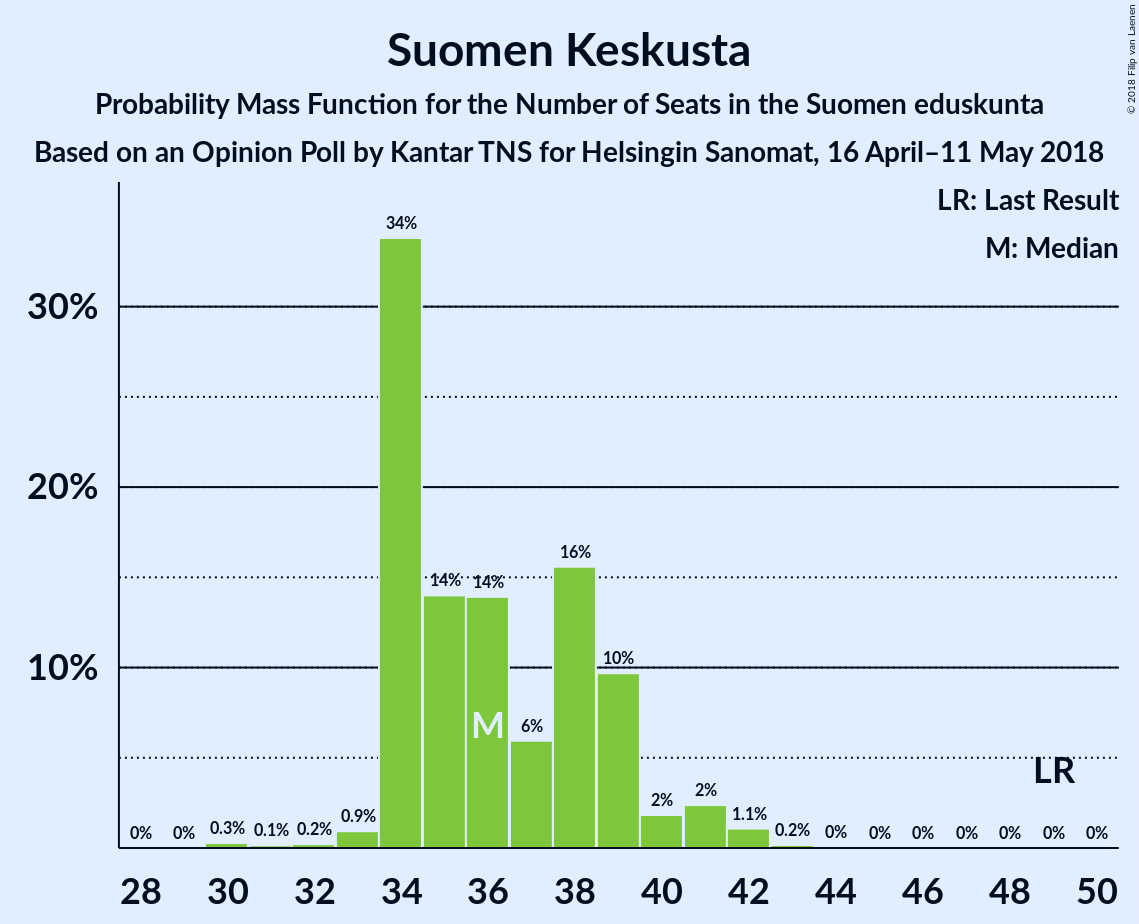 Suomen Keskusta
Probability Mass Function for the Number of Seats in the Suomen eduskunta
Based on an Opinion Poll by Kantar TNS for Helsingin Sanomat, 16 April–11 May 2018
© 2018 Filip van Laenen
LR: Last Result
M: Median
34%
30%
20%
16%
14% 14%
10%
10%
M
6%
LR
2%
2%
0.9%
1.1%
0% 0% 0.3% 0.1% 0.2%
0.2% 0% 0% 0% 0% 0% 0% 0%
28 30 32 34 36 38 40 42 44 46 48 50